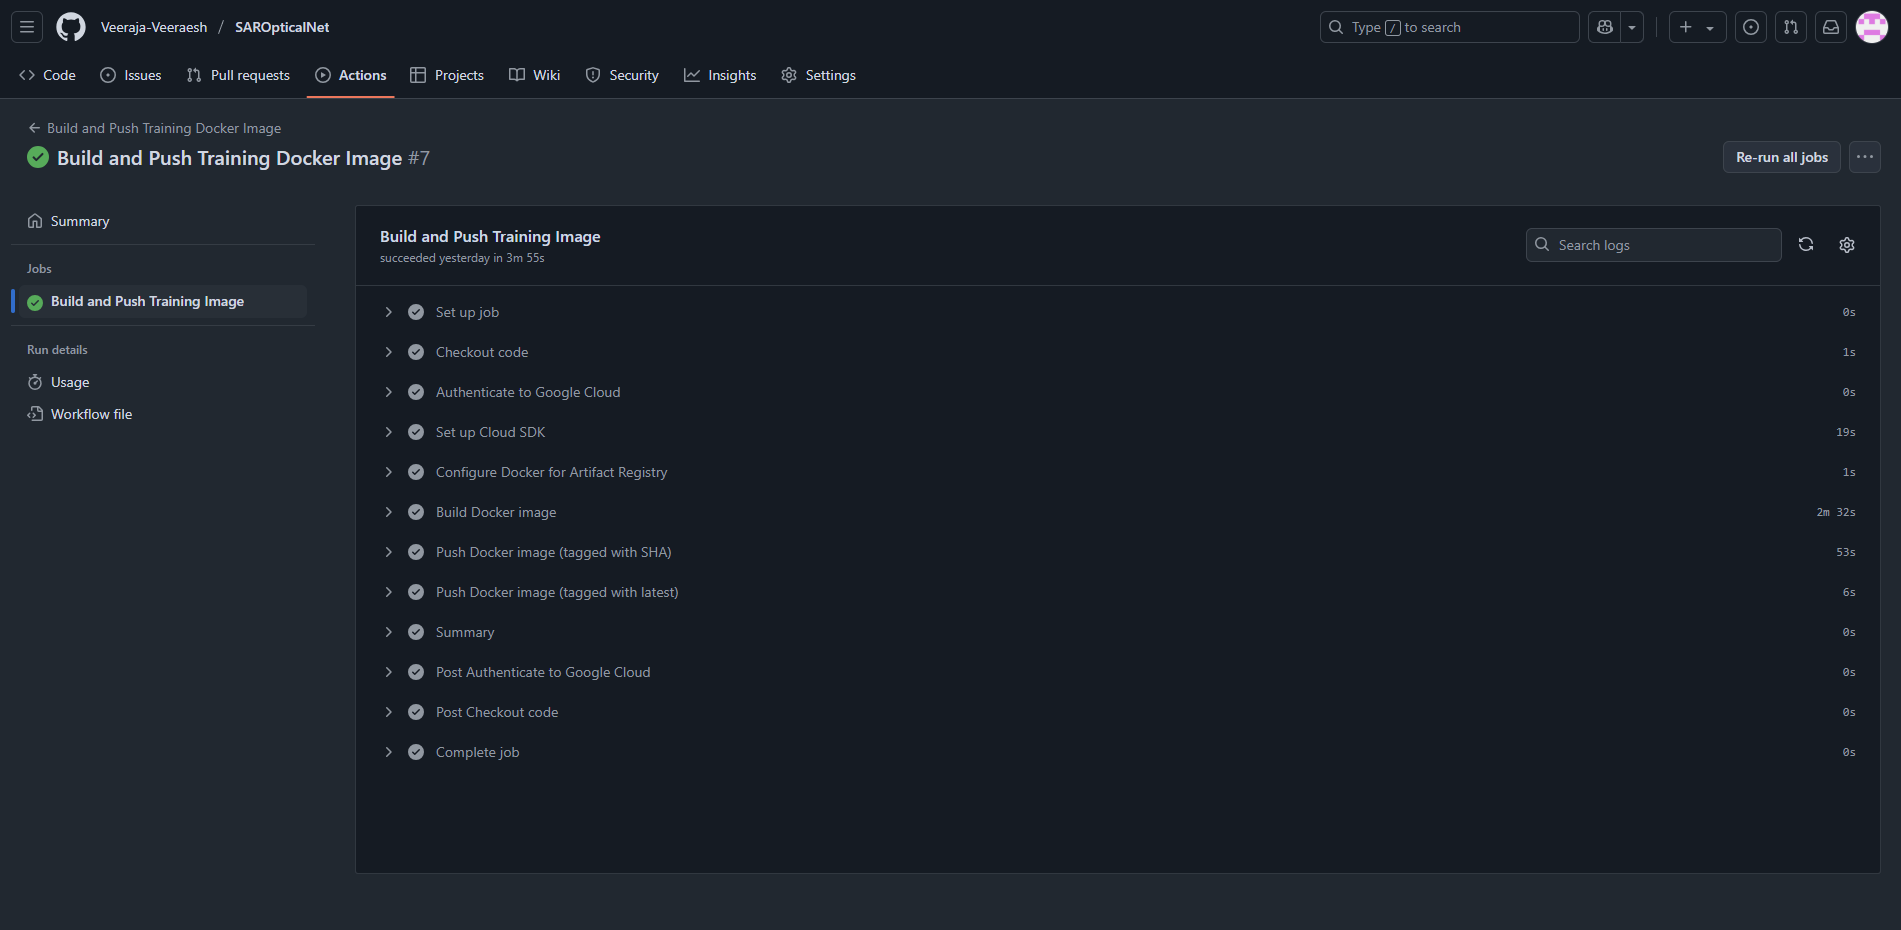 Veeraja-Veeraesh / SAROpticalNet
Type / to search
Code Issues Pull requests Actions Projects Wiki Security Insights Settings
Build and Push Training Docker Image
Build and Push Training Docker Image #7
Re-run all jobs
Summary
Jobs
Build and Push Training Image
Run details
Usage
Workflow file
Build and Push Training Image
succeeded yesterday in 3m 55s
Search logs
Set up job 0s
Checkout code 1s
Authenticate to Google Cloud 0s
Set up Cloud SDK 19s
Configure Docker for Artifact Registry 1s
Build Docker image 2m 32s
Push Docker image (tagged with SHA) 53s
Push Docker image (tagged with latest) 6s
Summary 0s
Post Authenticate to Google Cloud 0s
Post Checkout code 0s
Complete job 0s